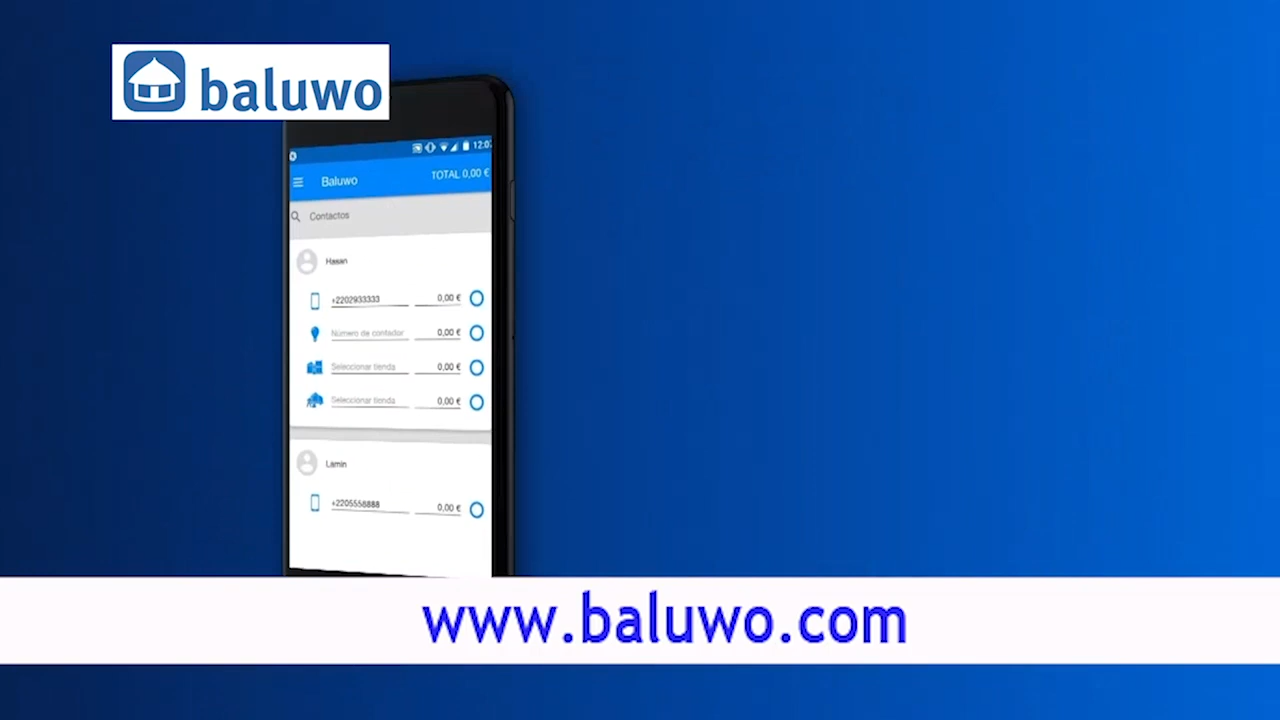 baluwo
12:0
Baluwo
TOTAL 0,00 €
Contactos
Hasan
+2202933333 0,00 €
Número de contador 0,00 €
Seleccionar tienda 0,00 €
Seleccionar tienda 0,00 €
Lamin
+2205558888 0,00 €
www.baluwo.com